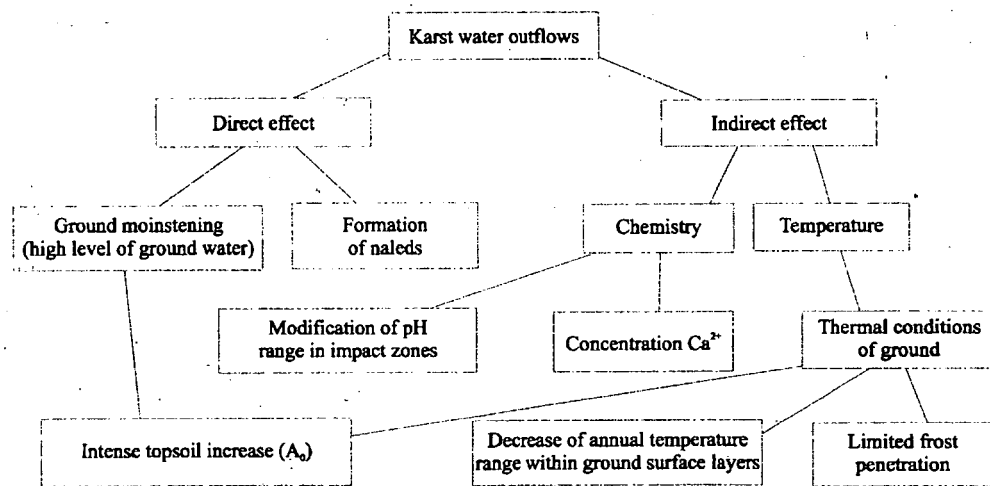 Karst water outflows
Direct effect
Indirect effect
Ground moinstening
(high level of ground water)
Formation
of naleds
Chemistry
Temperature
Modification of pH
range in impact zones
Concentration Ca²⁺
Thermal conditions
of ground
Intense topsoil increase (A₀)
Decrease of annual temperature
range within ground surface layers
Limited frost
penetration